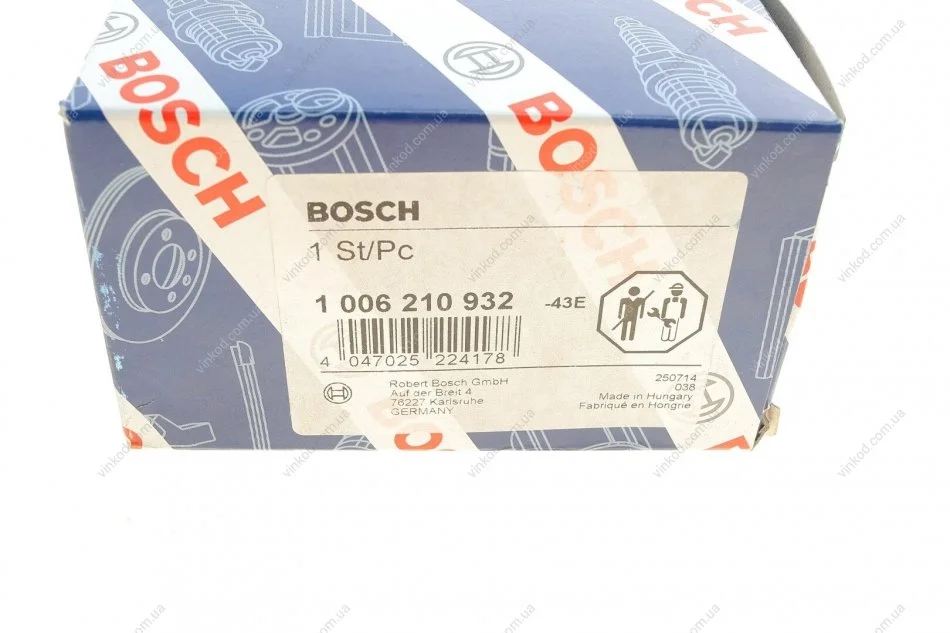 BOSCH
BOSCH
BOSCH
BOSCH
1 St/Pc
1 006 210 932 -43E
4 047025 224178
Robert Bosch GmbH
Auf der Breit 4
76227 Karlsruhe
GERMANY
250714
038
Made in Hungary
Fabriqué en Hongrie
vinkod.com.ua